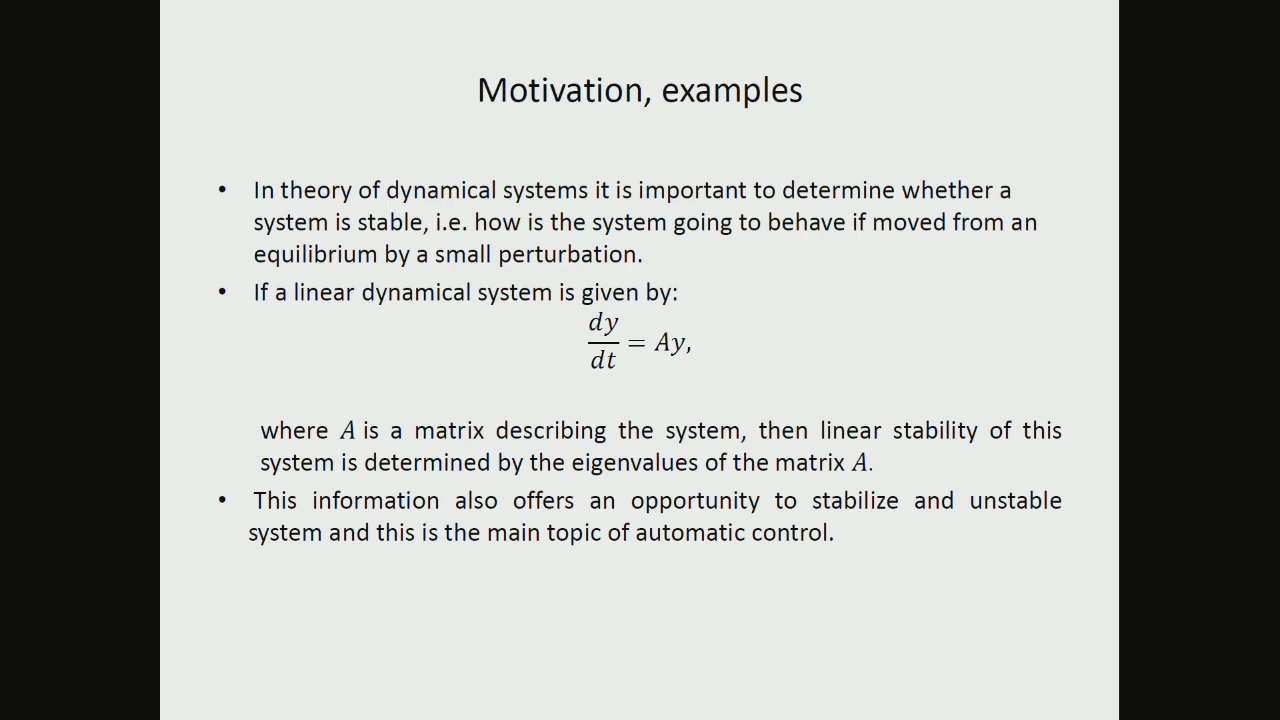 Motivation, examples
• In theory of dynamical systems it is important to determine whether a
system is stable, i.e. how is the system going to behave if moved from an
equilibrium by a small perturbation.
• If a linear dynamical system is given by:
dy/dt = Ay,
where A is a matrix describing the system, then linear stability of this
system is determined by the eigenvalues of the matrix A.
• This information also offers an opportunity to stabilize and unstable
system and this is the main topic of automatic control.